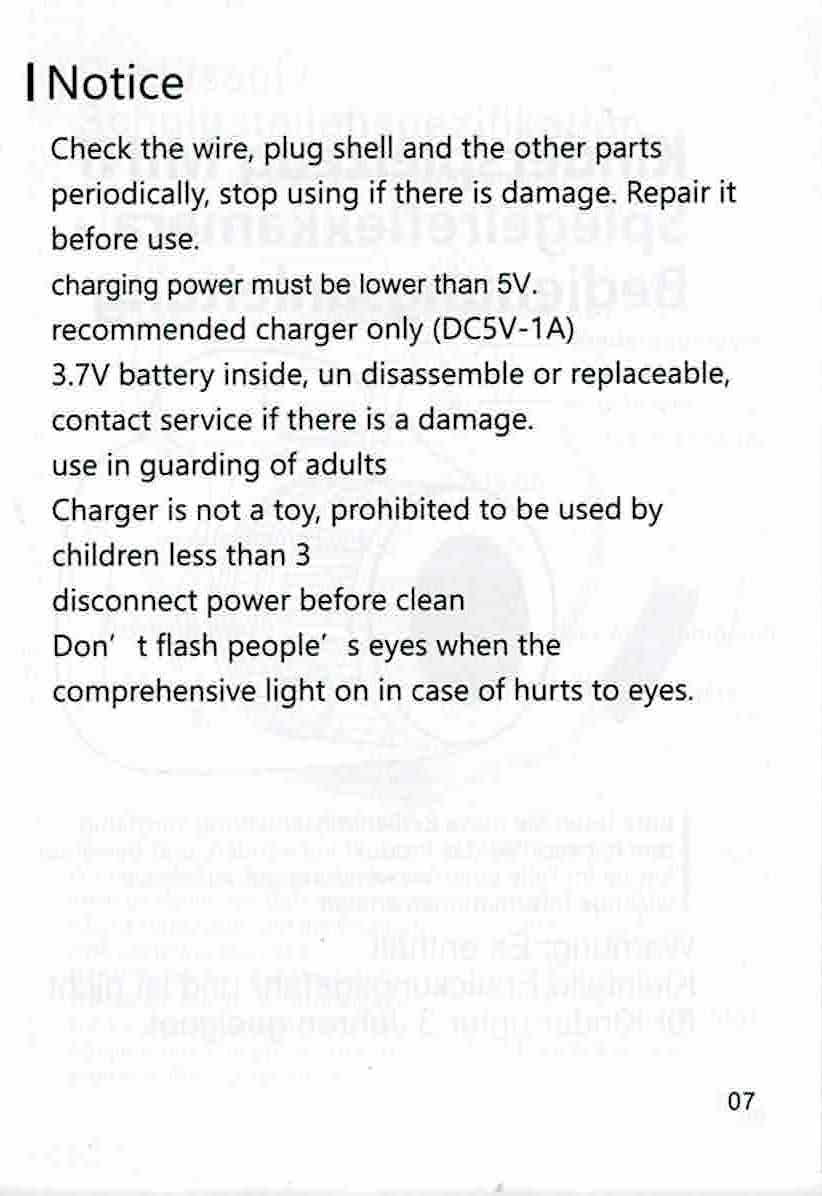 Notice
Check the wire, plug shell and the other parts
periodically, stop using if there is damage. Repair it
before use.
charging power must be lower than 5V.
recommended charger only (DC5V-1A)
3.7V battery inside, un disassemble or replaceable,
contact service if there is a damage.
use in guarding of adults
Charger is not a toy, prohibited to be used by
children less than 3
disconnect power before clean
Don’ t flash people’ s eyes when the
comprehensive light on in case of hurts to eyes.
07